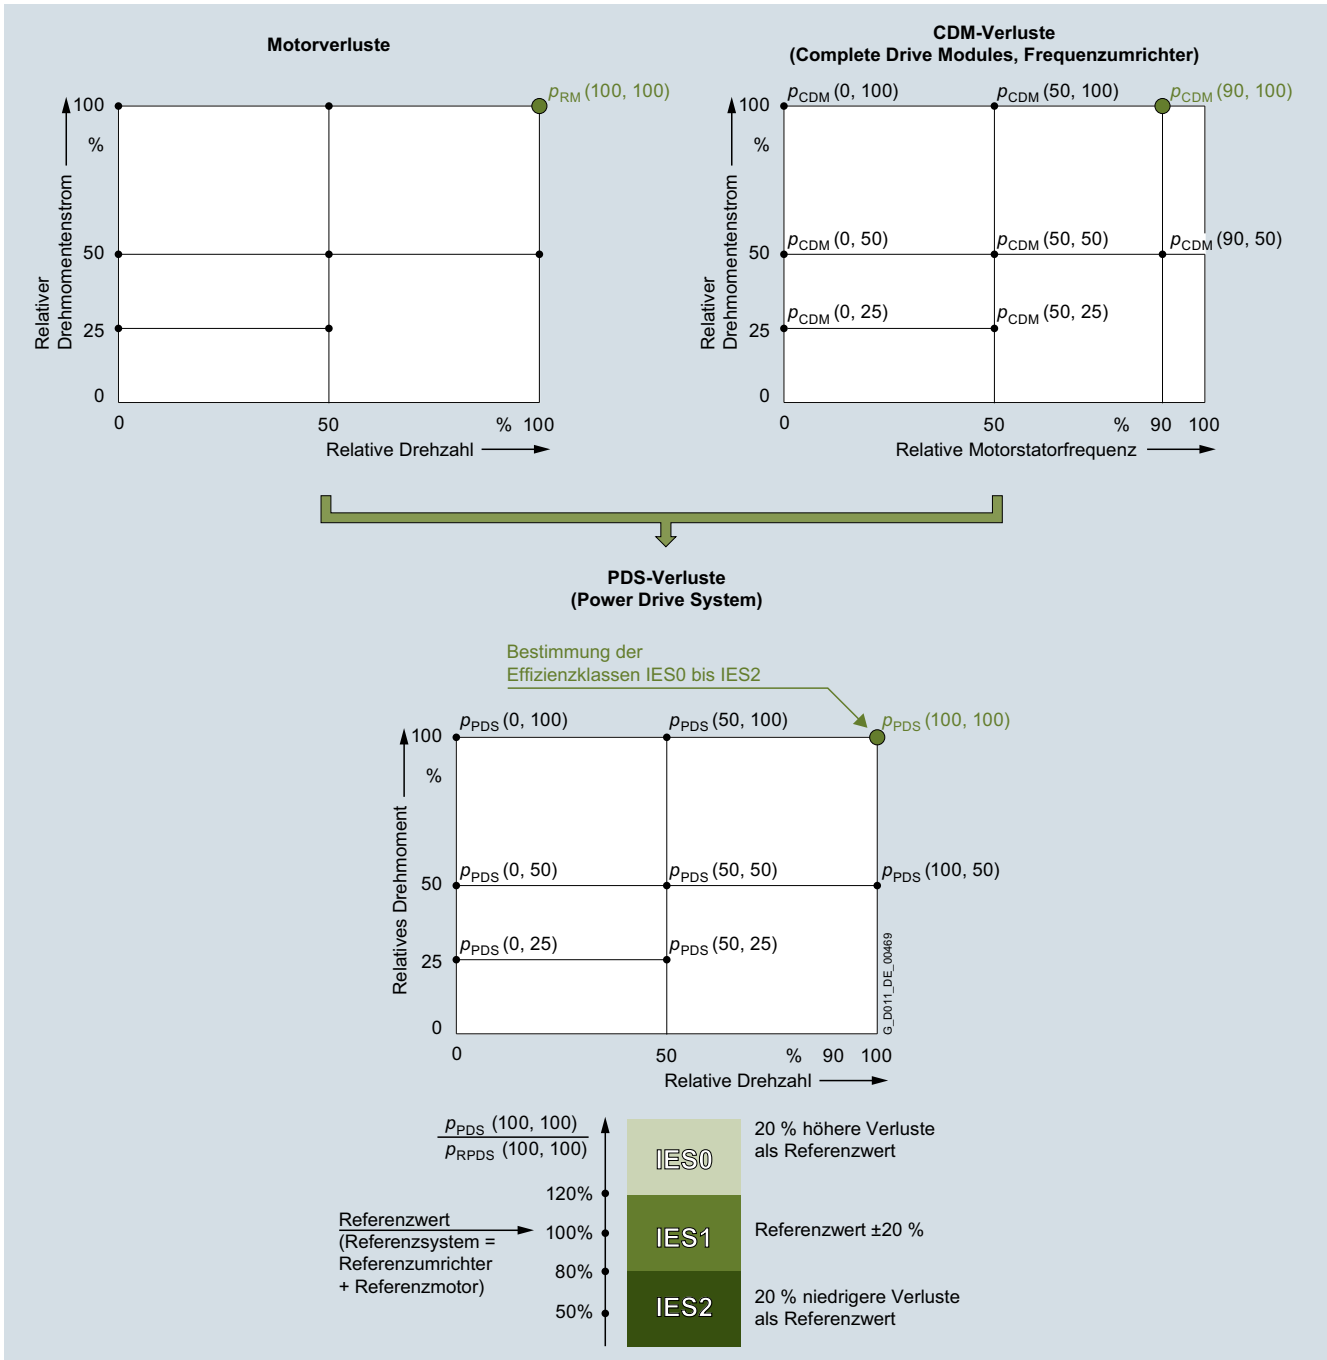 Motorverluste
p_RM (100, 100)
100
%
50
25
0
Relativer
Drehmomentenstrom
0
50
% 100
Relative Drehzahl
CDM-Verluste
(Complete Drive Modules, Frequenzumrichter)
p_CDM (0, 100)
p_CDM (50, 100)
p_CDM (90, 100)
100
%
p_CDM (0, 50)
p_CDM (50, 50)
p_CDM (90, 50)
50
p_CDM (0, 25)
p_CDM (50, 25)
25
0
Relativer
Drehmomentenstrom
0
50
% 90 100
Relative Motorstatorfrequenz
PDS-Verluste
(Power Drive System)
Bestimmung der
Effizienzklassen IES0 bis IES2
p_PDS (0, 100)
p_PDS (50, 100)
p_PDS (100, 100)
100
%
p_PDS (0, 50)
p_PDS (50, 50)
p_PDS (100, 50)
50
p_PDS (0, 25)
p_PDS (50, 25)
25
0
Relatives Drehmoment
G_D011_DE_00469
0
50
% 90 100
Relative Drehzahl
p_PDS (100, 100)
p_RPDS (100, 100)
IES0
20 % höhere Verluste
als Referenzwert
120%
Referenzwert
(Referenzsystem =
Referenzumrichter
+ Referenzmotor)
100%
IES1
Referenzwert ±20 %
80%
50%
IES2
20 % niedrigere Verluste
als Referenzwert